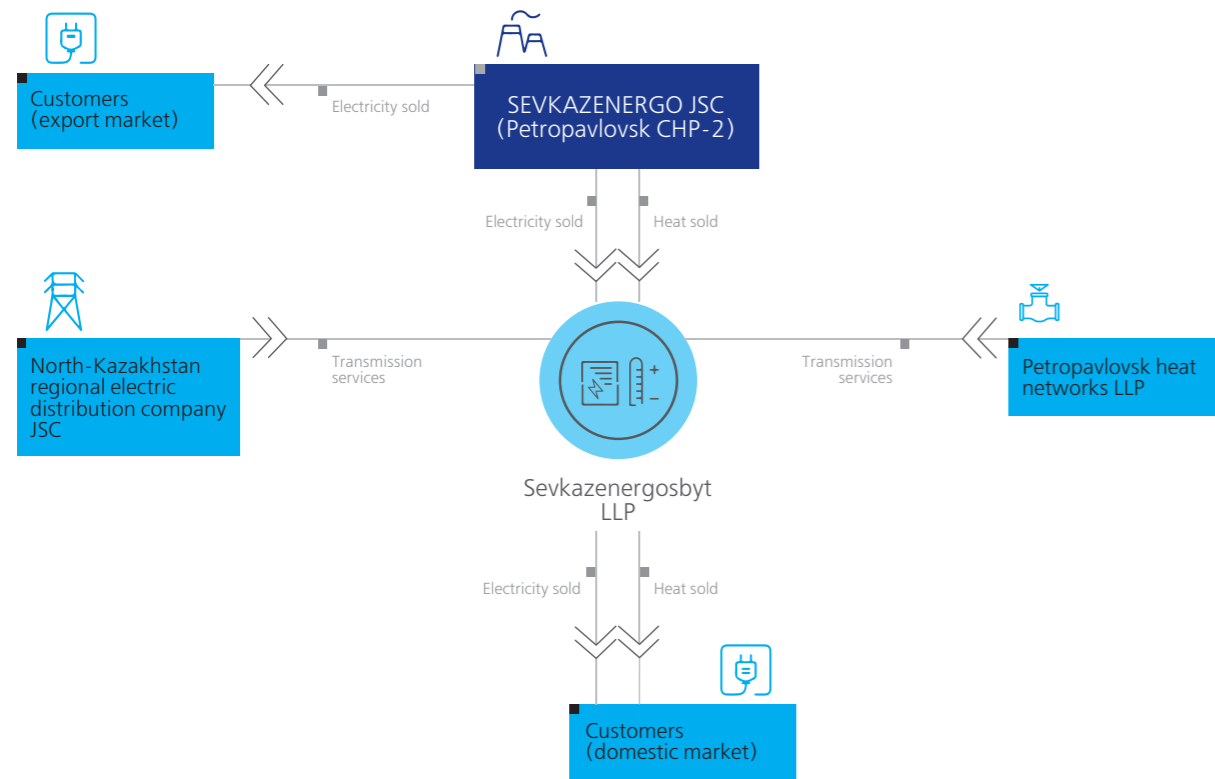 Customers
(export market)
Electricity sold
SEVKAZENERGO JSC
(Petropavlovsk CHP-2)
Electricity sold
Heat sold
North-Kazakhstan
regional electric
distribution company
JSC
Transmission
services
Transmission
services
Petropavlovsk heat
networks LLP
+
−
Sevkazenergosbyt
LLP
Electricity sold
Heat sold
Customers
(domestic market)